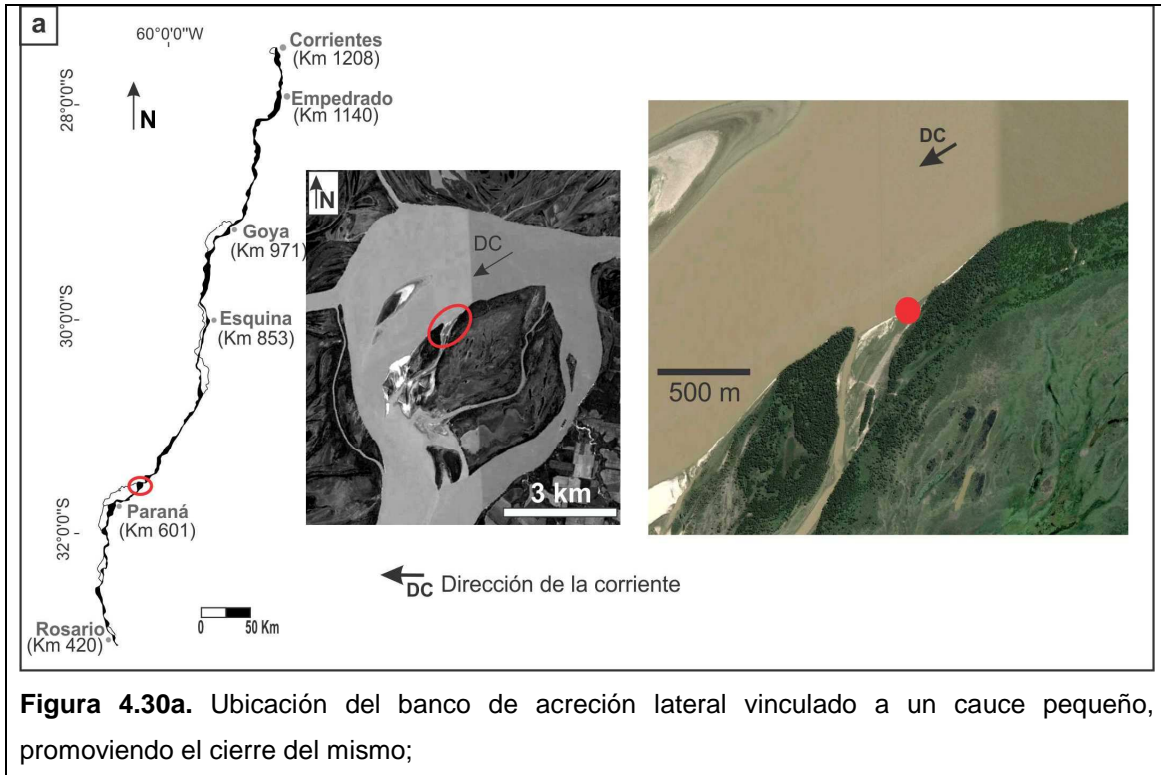 a
60°0'0"W
Corrientes
(Km 1208)
28°0'0"S
N
Empedrado
(Km 1140)
Goya
(Km 971)
30°0'0"S
Esquina
(Km 853)
Paraná
(Km 601)
32°0'0"S
Rosario
(Km 420)
0 50 Km
N
DC
3 km
DC
500 m
DC Dirección de la corriente
Figura 4.30a. Ubicación del banco de acreción lateral vinculado a un cauce pequeño,
promoviendo el cierre del mismo;